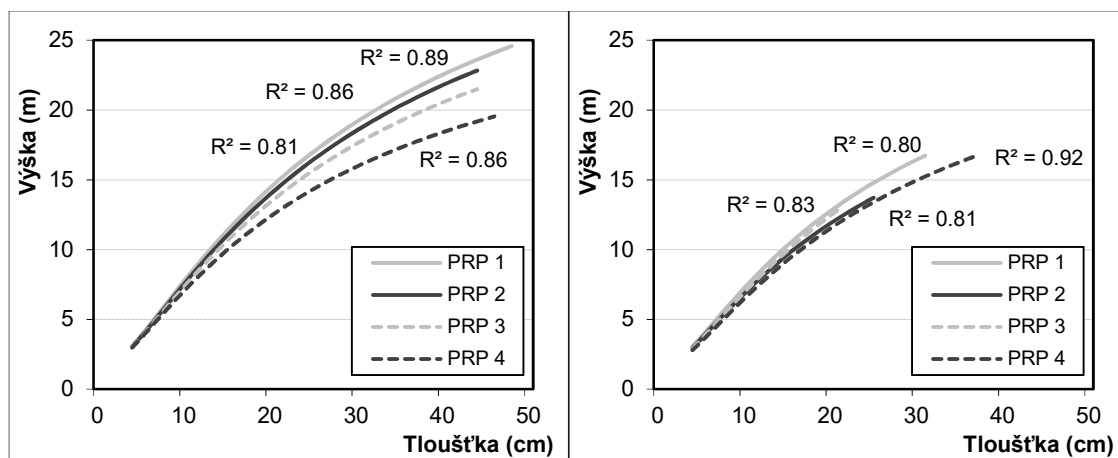 25
20
15
10
5
0
Výška (m)
R² = 0.89
R² = 0.86
R² = 0.81
R² = 0.86
PRP 1
PRP 2
PRP 3
PRP 4
0 10 20 30 40 50
Tloušťka (cm)
25
20
15
10
5
0
Výška (m)
R² = 0.80
R² = 0.92
R² = 0.83
R² = 0.81
PRP 1
PRP 2
PRP 3
PRP 4
0 10 20 30 40 50
Tloušťka (cm)